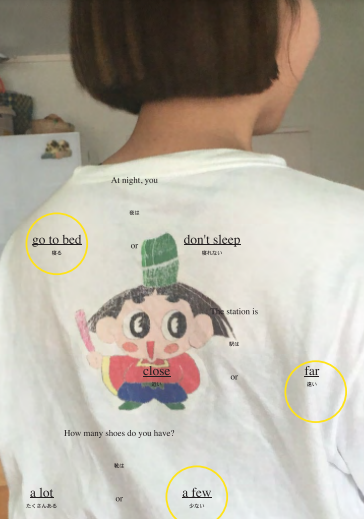 At night, you
夜は
go to bed or don't sleep
寝る 寝れない
The station is
駅は
close or far
近い 遠い
How many shoes do you have?
靴は
a lot or a few
たくさんある 少ない